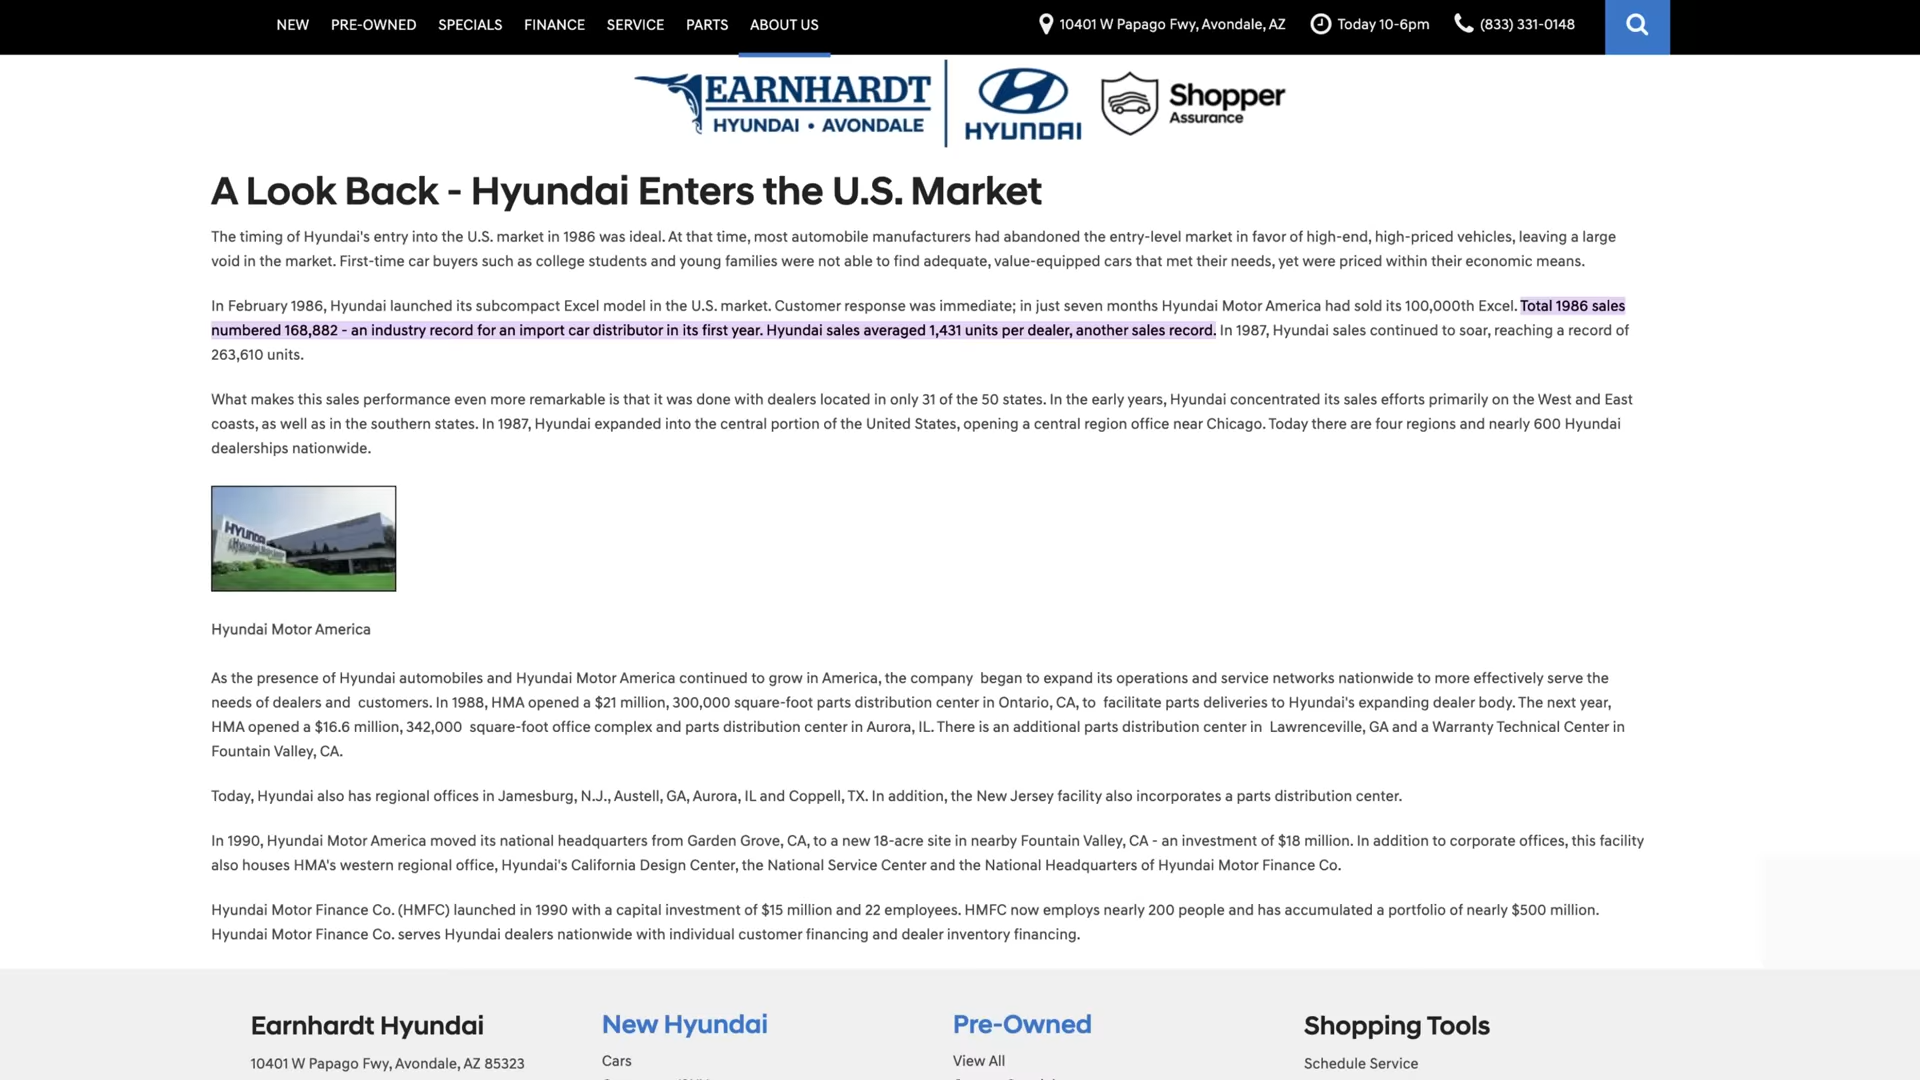 NEW PRE-OWNED SPECIALS FINANCE SERVICE PARTS ABOUT US 10401 W Papago Fwy, Avondale, AZ Today 10-6pm (833) 331-0148
EARNHARDT
HYUNDAI • AVONDALE
HYUNDAI
Shopper
Assurance
A Look Back - Hyundai Enters the U.S. Market
The timing of Hyundai's entry into the U.S. market in 1986 was ideal. At that time, most automobile manufacturers had abandoned the entry-level market in favor of high-end, high-priced vehicles, leaving a large
void in the market. First-time car buyers such as college students and young families were not able to find adequate, value-equipped cars that met their needs, yet were priced within their economic means.
In February 1986, Hyundai launched its subcompact Excel model in the U.S. market. Customer response was immediate; in just seven months Hyundai Motor America had sold its 100,000th Excel. Total 1986 sales
numbered 168,882 - an industry record for an import car distributor in its first year. Hyundai sales averaged 1,431 units per dealer, another sales record. In 1987, Hyundai sales continued to soar, reaching a record of
263,610 units.
What makes this sales performance even more remarkable is that it was done with dealers located in only 31 of the 50 states. In the early years, Hyundai concentrated its sales efforts primarily on the West and East
coasts, as well as in the southern states. In 1987, Hyundai expanded into the central portion of the United States, opening a central region office near Chicago. Today there are four regions and nearly 600 Hyundai
dealerships nationwide.
HYUNDAI
Hyundai Motor America
As the presence of Hyundai automobiles and Hyundai Motor America continued to grow in America, the company began to expand its operations and service networks nationwide to more effectively serve the
needs of dealers and customers. In 1988, HMA opened a $21 million, 300,000 square-foot parts distribution center in Ontario, CA, to facilitate parts deliveries to Hyundai's expanding dealer body. The next year,
HMA opened a $16.6 million, 342,000 square-foot office complex and parts distribution center in Aurora, IL. There is an additional parts distribution center in Lawrenceville, GA and a Warranty Technical Center in
Fountain Valley, CA.
Today, Hyundai also has regional offices in Jamesburg, N.J., Austell, GA, Aurora, IL and Coppell, TX. In addition, the New Jersey facility also incorporates a parts distribution center.
In 1990, Hyundai Motor America moved its national headquarters from Garden Grove, CA, to a new 18-acre site in nearby Fountain Valley, CA - an investment of $18 million. In addition to corporate offices, this facility
also houses HMA's western regional office, Hyundai's California Design Center, the National Service Center and the National Headquarters of Hyundai Motor Finance Co.
Hyundai Motor Finance Co. (HMFC) launched in 1990 with a capital investment of $15 million and 22 employees. HMFC now employs nearly 200 people and has accumulated a portfolio of nearly $500 million.
Hyundai Motor Finance Co. serves Hyundai dealers nationwide with individual customer financing and dealer inventory financing.
Earnhardt Hyundai New Hyundai Pre-Owned Shopping Tools
10401 W Papago Fwy, Avondale, AZ 85323 Cars View All Schedule Service